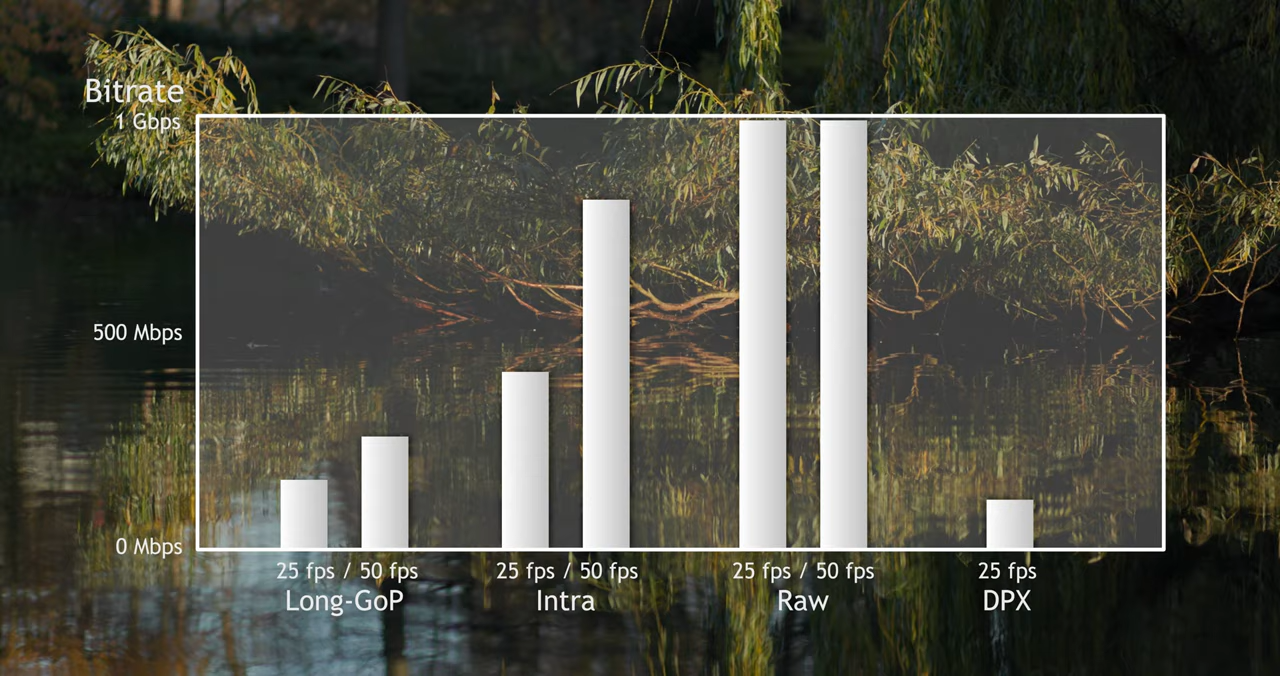 Bitrate
1 Gbps
500 Mbps
0 Mbps
25 fps / 50 fps
Long-GoP
25 fps / 50 fps
Intra
25 fps / 50 fps
Raw
25 fps
DPX